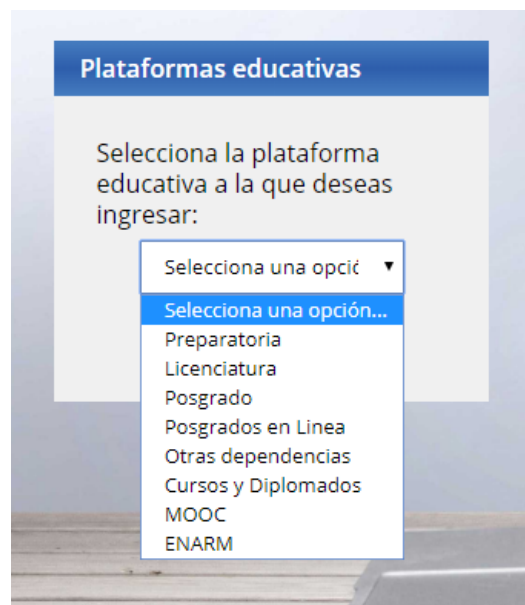 Plataformas educativas
Selecciona la plataforma
educativa a la que deseas
ingresar:
Selecciona una opció
Selecciona una opción...
Preparatoria
Licenciatura
Posgrado
Posgrados en Linea
Otras dependencias
Cursos y Diplomados
MOOC
ENARM